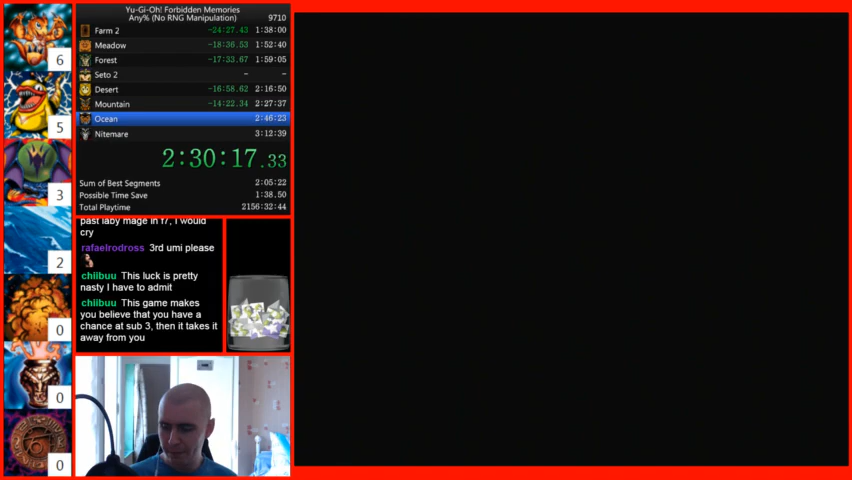 Yu-Gi-Oh! Forbidden Memories
Any% (No RNG Manipulation) 9710
Farm 2 -24:27.43 1:38:00
Meadow -18:36.53 1:52:40
Forest -17:33.67 1:59:05
Seto 2 - -
Desert -16:58.62 2:16:50
Mountain -14:22.34 2:27:37
Ocean 2:46:23
Nitemare 3:12:39
2:30:17.33
Sum of Best Segments 2:05:22
Possible Time Save 1:38.50
Total Playtime 2156:32:44
past laby mage in f7, I would
cry
rafaelrodross 3rd umi please
chiibuu This luck is pretty
nasty I have to admit
chiibuu This game makes
you believe that you have a
chance at sub 3, then it takes it
away from you
6
5
3
2
0
0
0